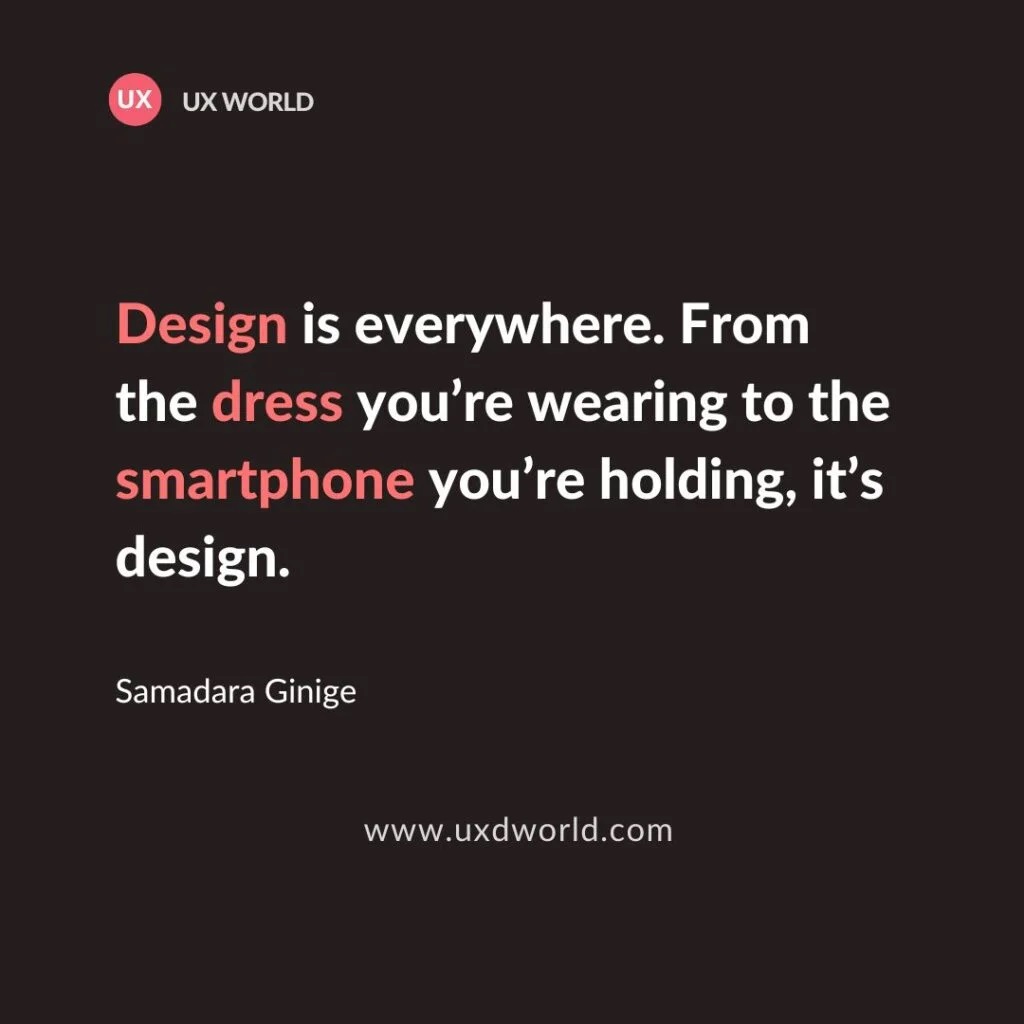 UX
UX WORLD
Design is everywhere. From
the dress you’re wearing to the
smartphone you’re holding, it’s
design.
Samadara Ginige
www.uxdworld.com